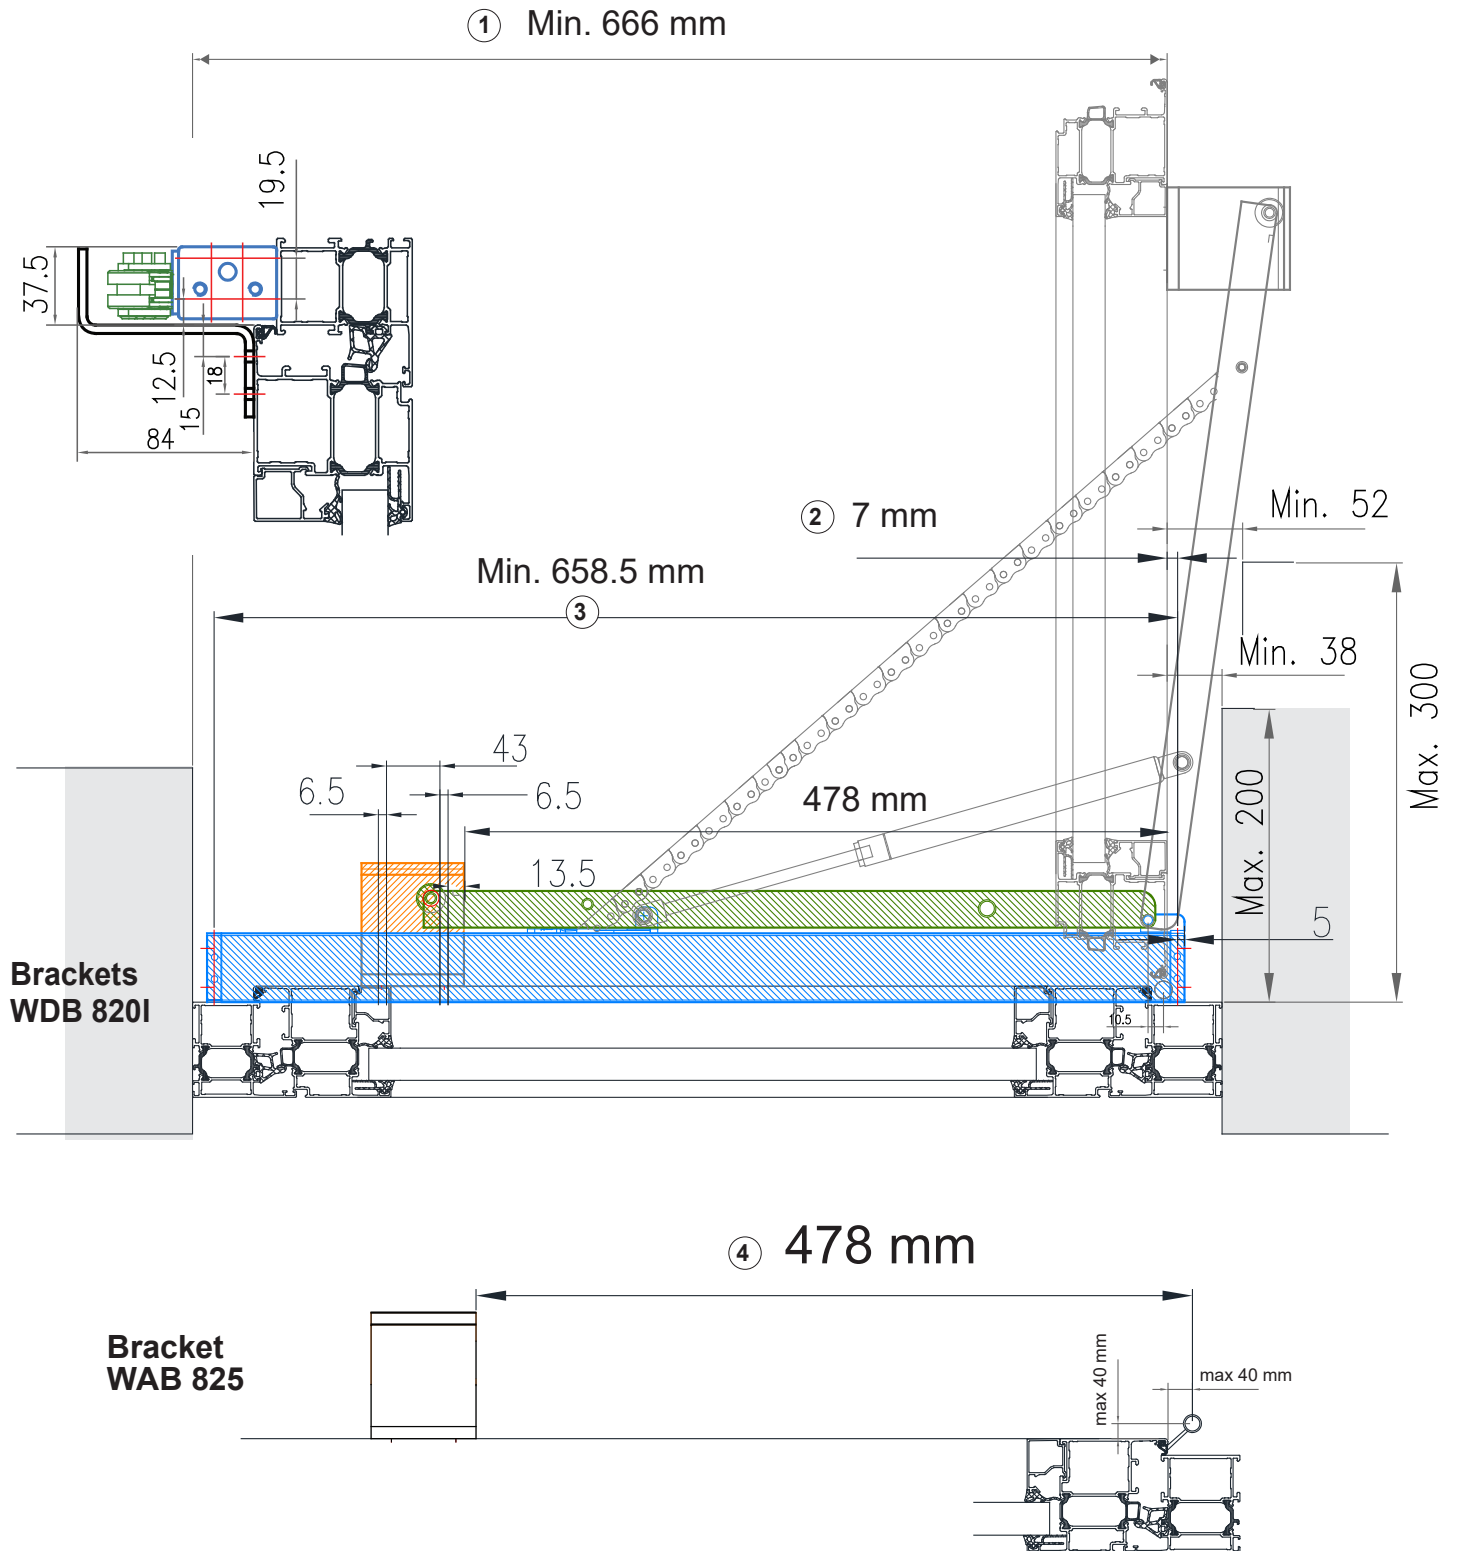 1 Min. 666 mm
19.5
37.5
12.5
18
15
84
2 7 mm
Min. 52
Min. 658.5 mm
3
Min. 38
Max. 300
43
6.5
6.5
478 mm
Max. 200
13.5
5
Brackets
WDB 820I
10.5
4 478 mm
Bracket
WAB 825
max 40 mm
max 40 mm